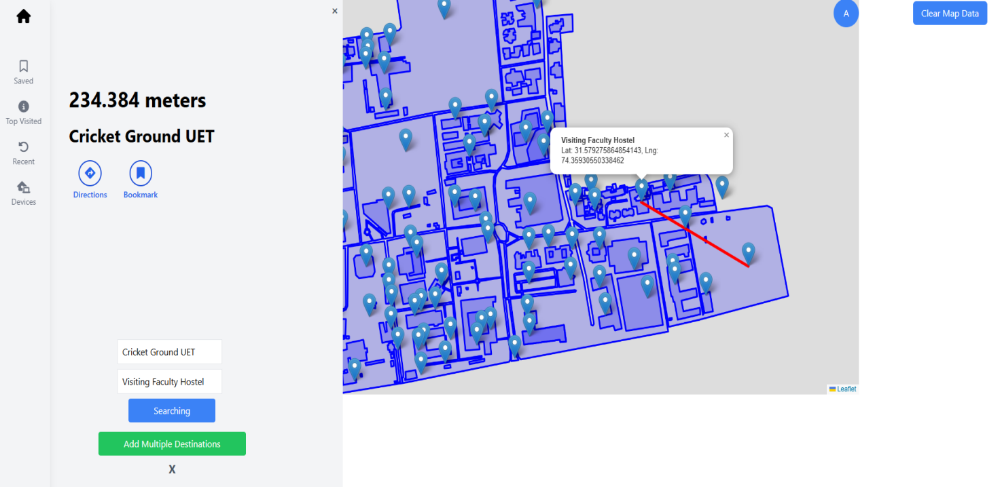 ×
Saved
Top Visited
Recent
Devices
234.384 meters
Cricket Ground UET
Directions
Bookmark
Cricket Ground UET
Visiting Faculty Hostel
Searching
Add Multiple Destinations
X
Visiting Faculty Hostel
×
Lat: 31.579275864854143, Lng:
74.35930550338462
A
Leaflet
Clear Map Data